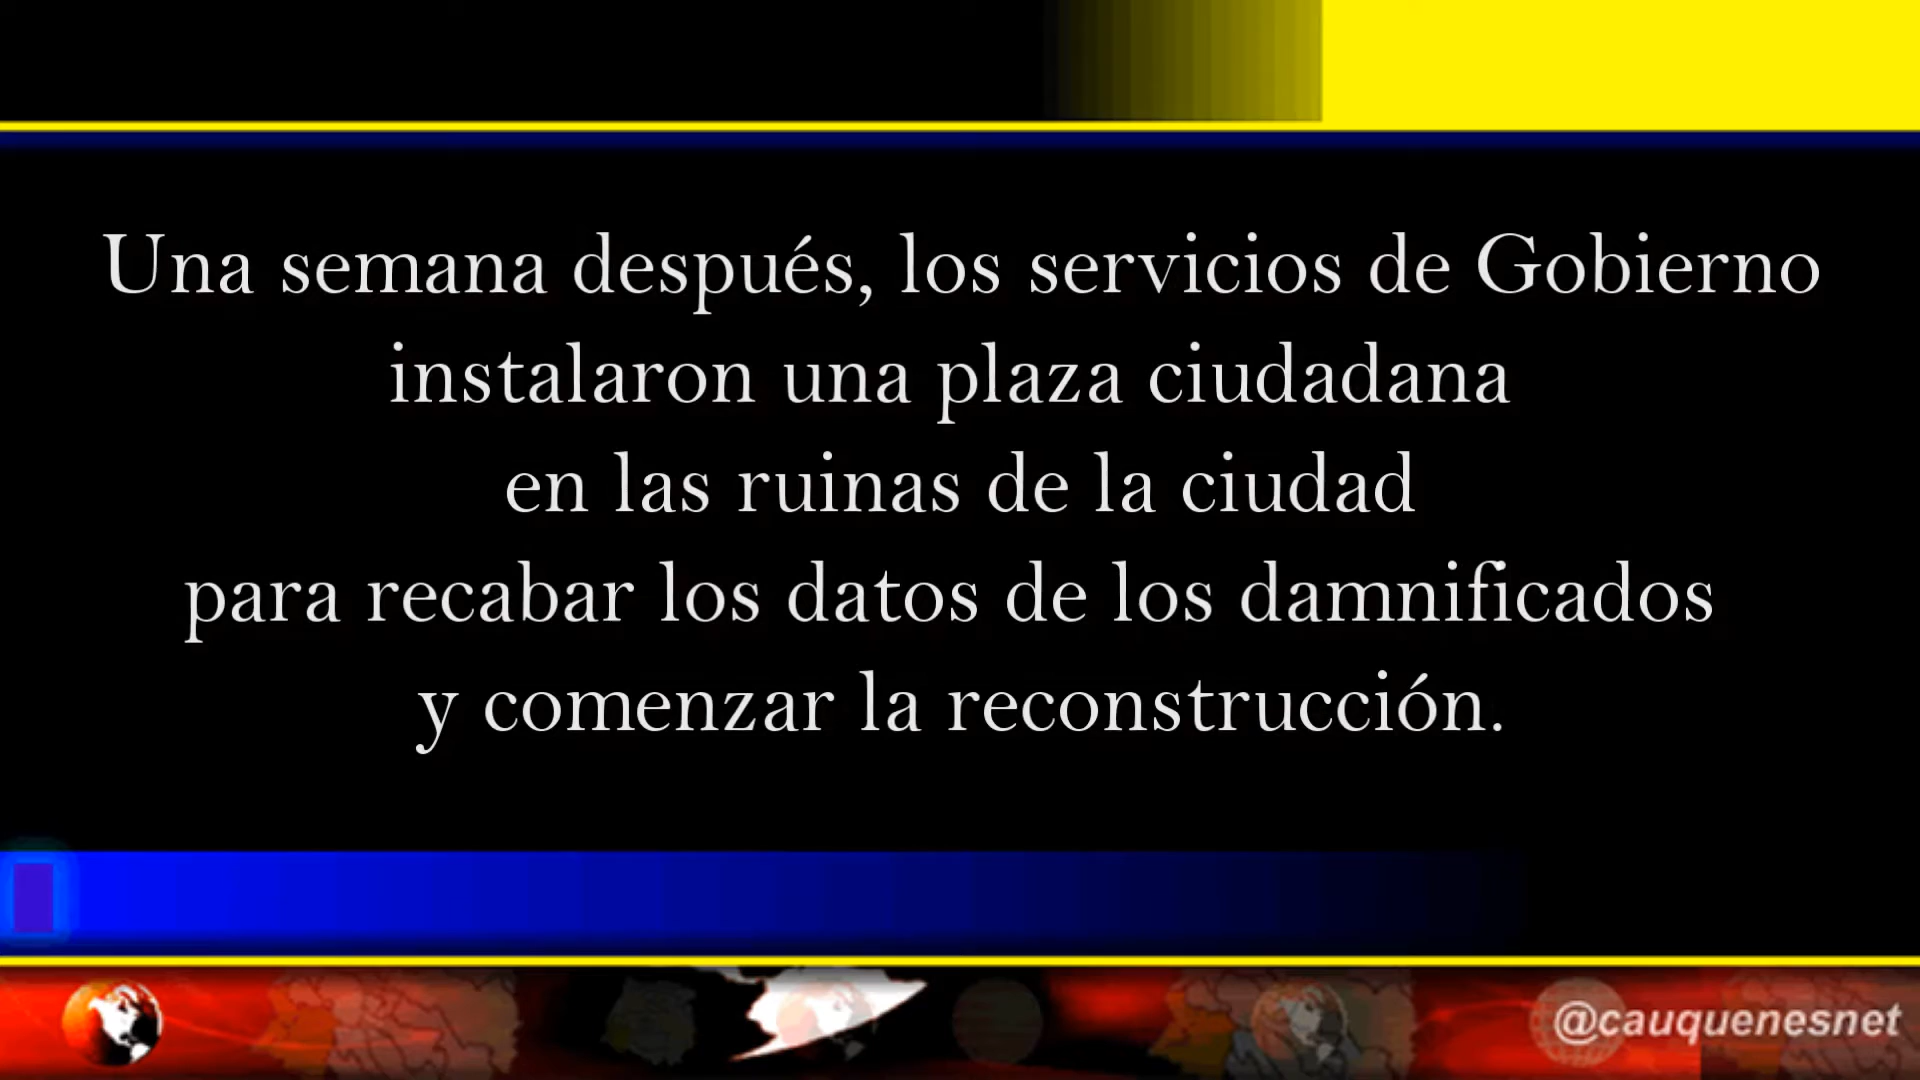 Una semana después, los servicios de Gobierno
instalaron una plaza ciudadana
en las ruinas de la ciudad
para recabar los datos de los damnificados
y comenzar la reconstrucción.
@cauquenesnet